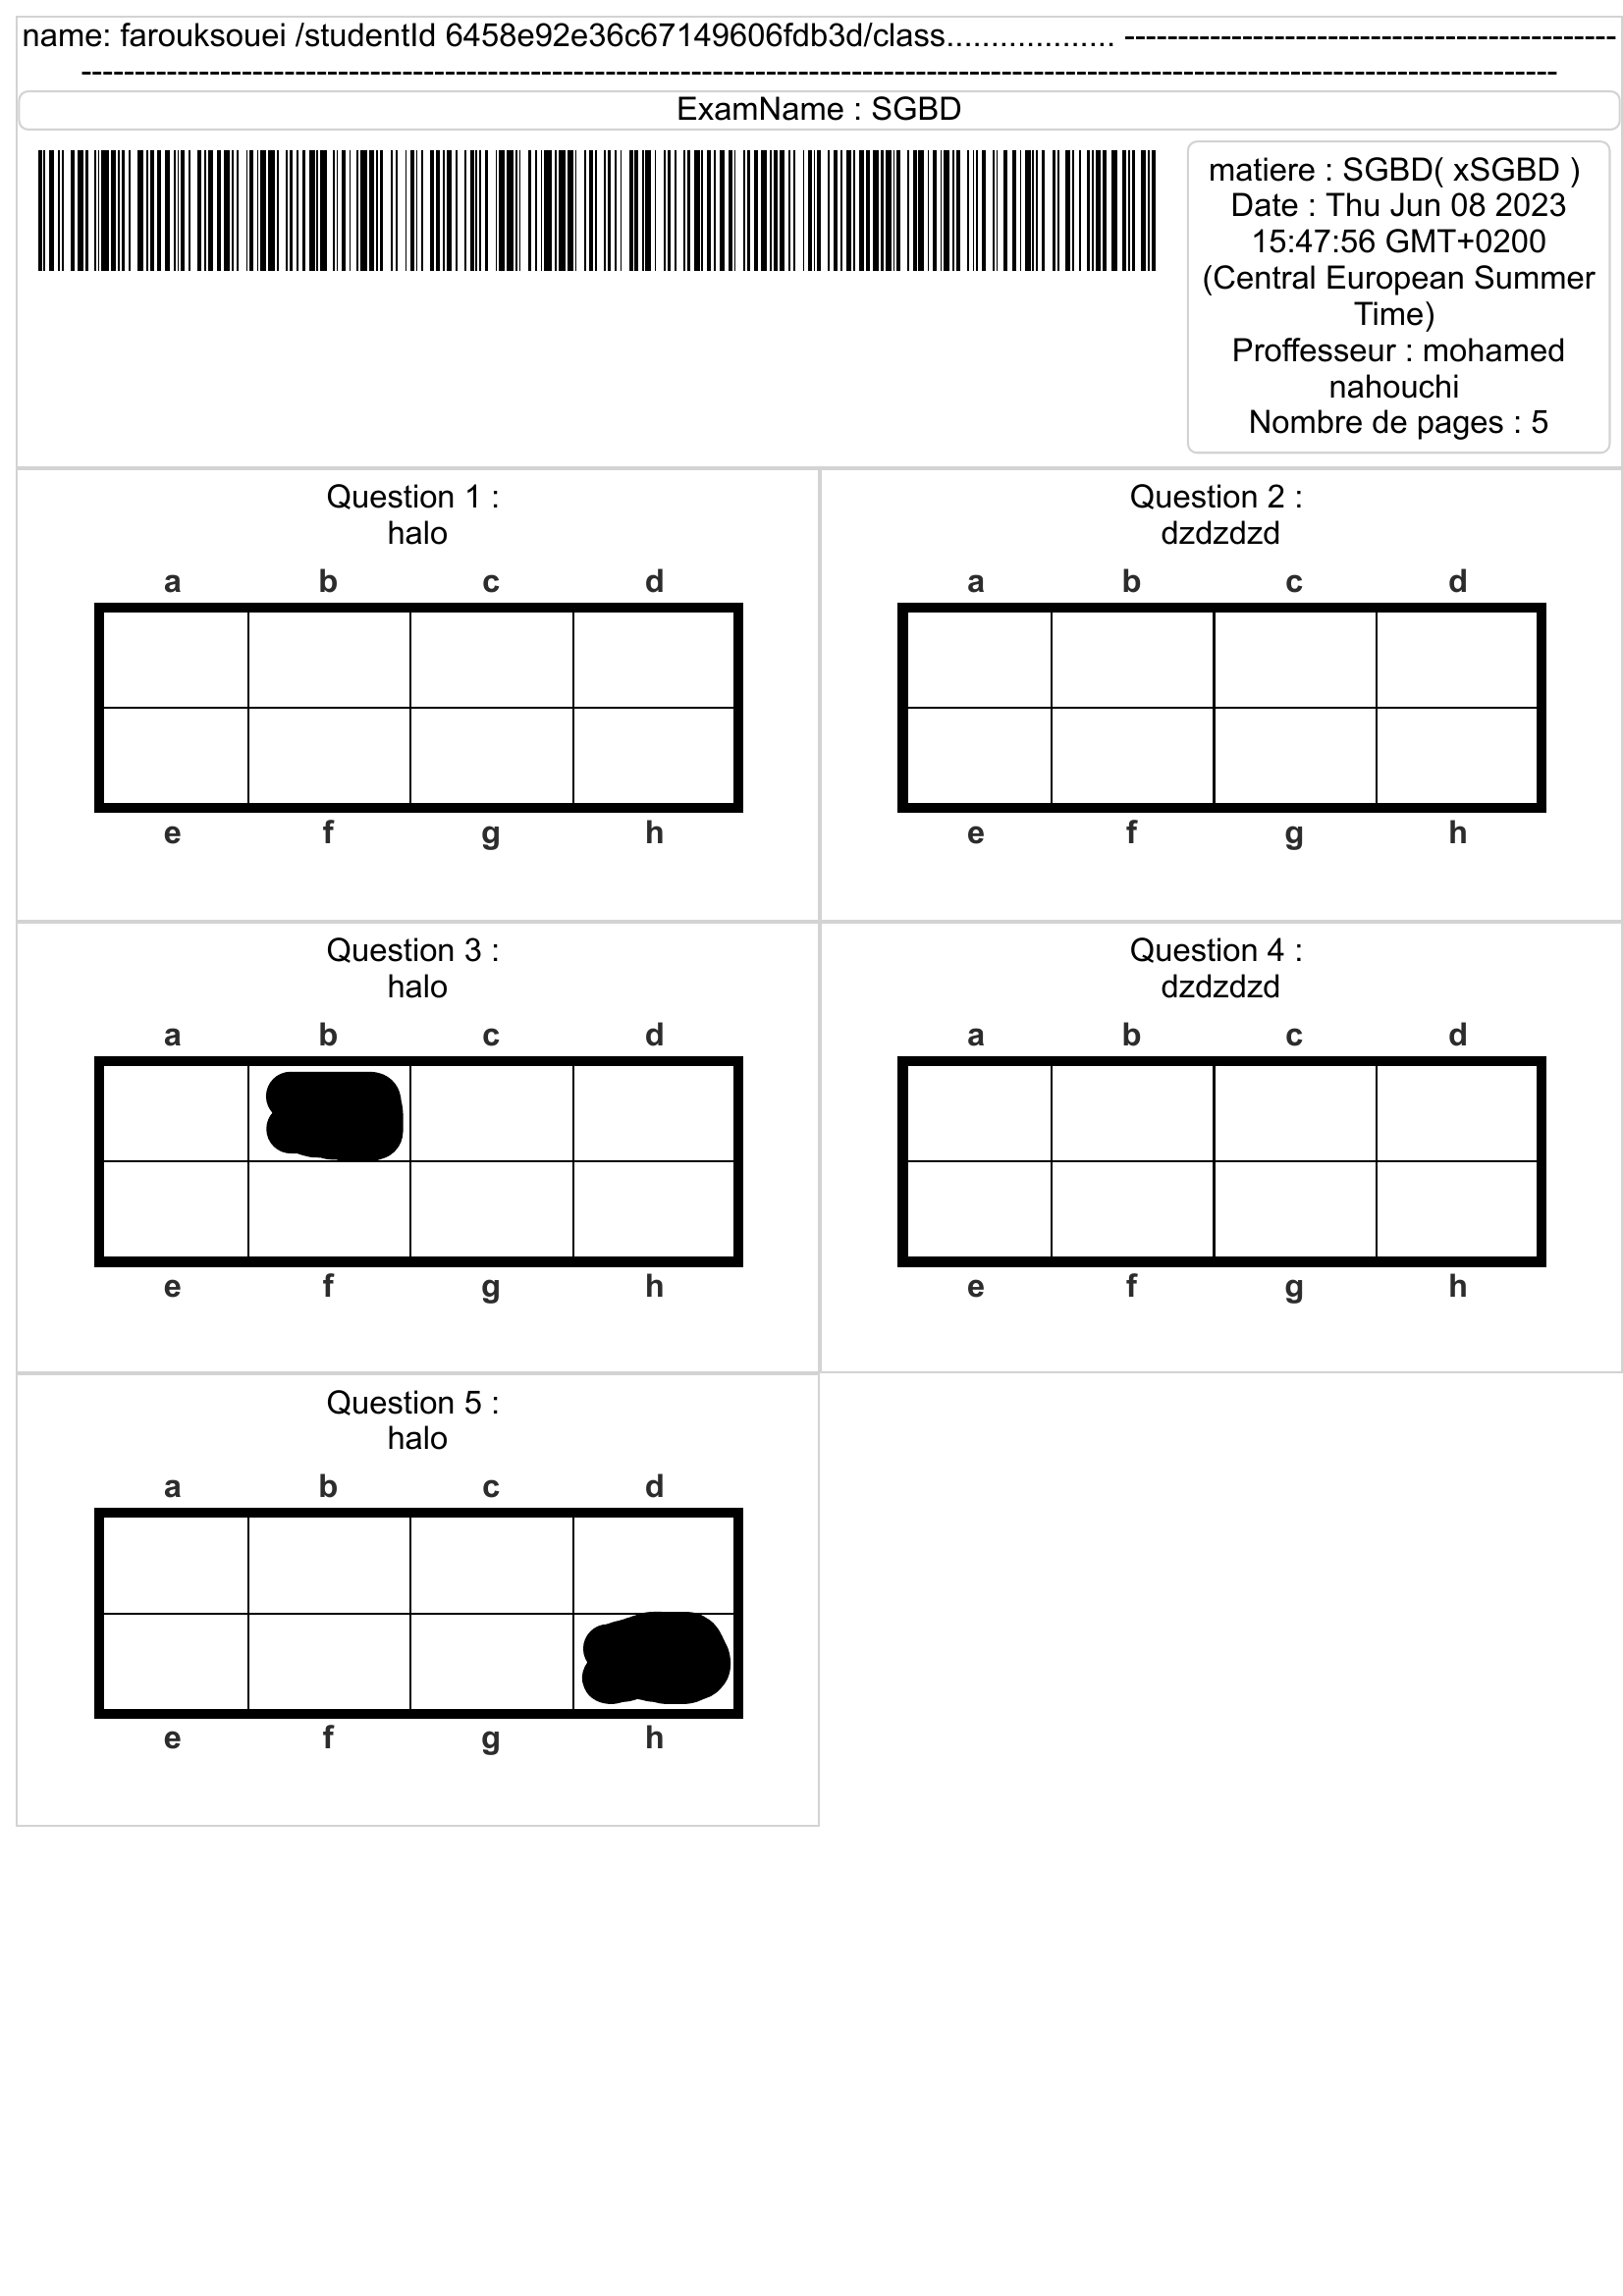 name: farouksouei /studentId 6458e92e36c67149606fdb3d/class................... ----------------------------------------------
------------------------------------------------------------------------------------------------------------------------------------------
ExamName : SGBD
matiere : SGBD( xSGBD )
Date : Thu Jun 08 2023
15:47:56 GMT+0200
(Central European Summer
Time)
Proffesseur : mohamed
nahouchi
Nombre de pages : 5
Question 1 :
halo
a b c d
e f g h
Question 2 :
dzdzdzd
a b c d
e f g h
Question 3 :
halo
a b c d
e f g h
Question 4 :
dzdzdzd
a b c d
e f g h
Question 5 :
halo
a b c d
e f g h